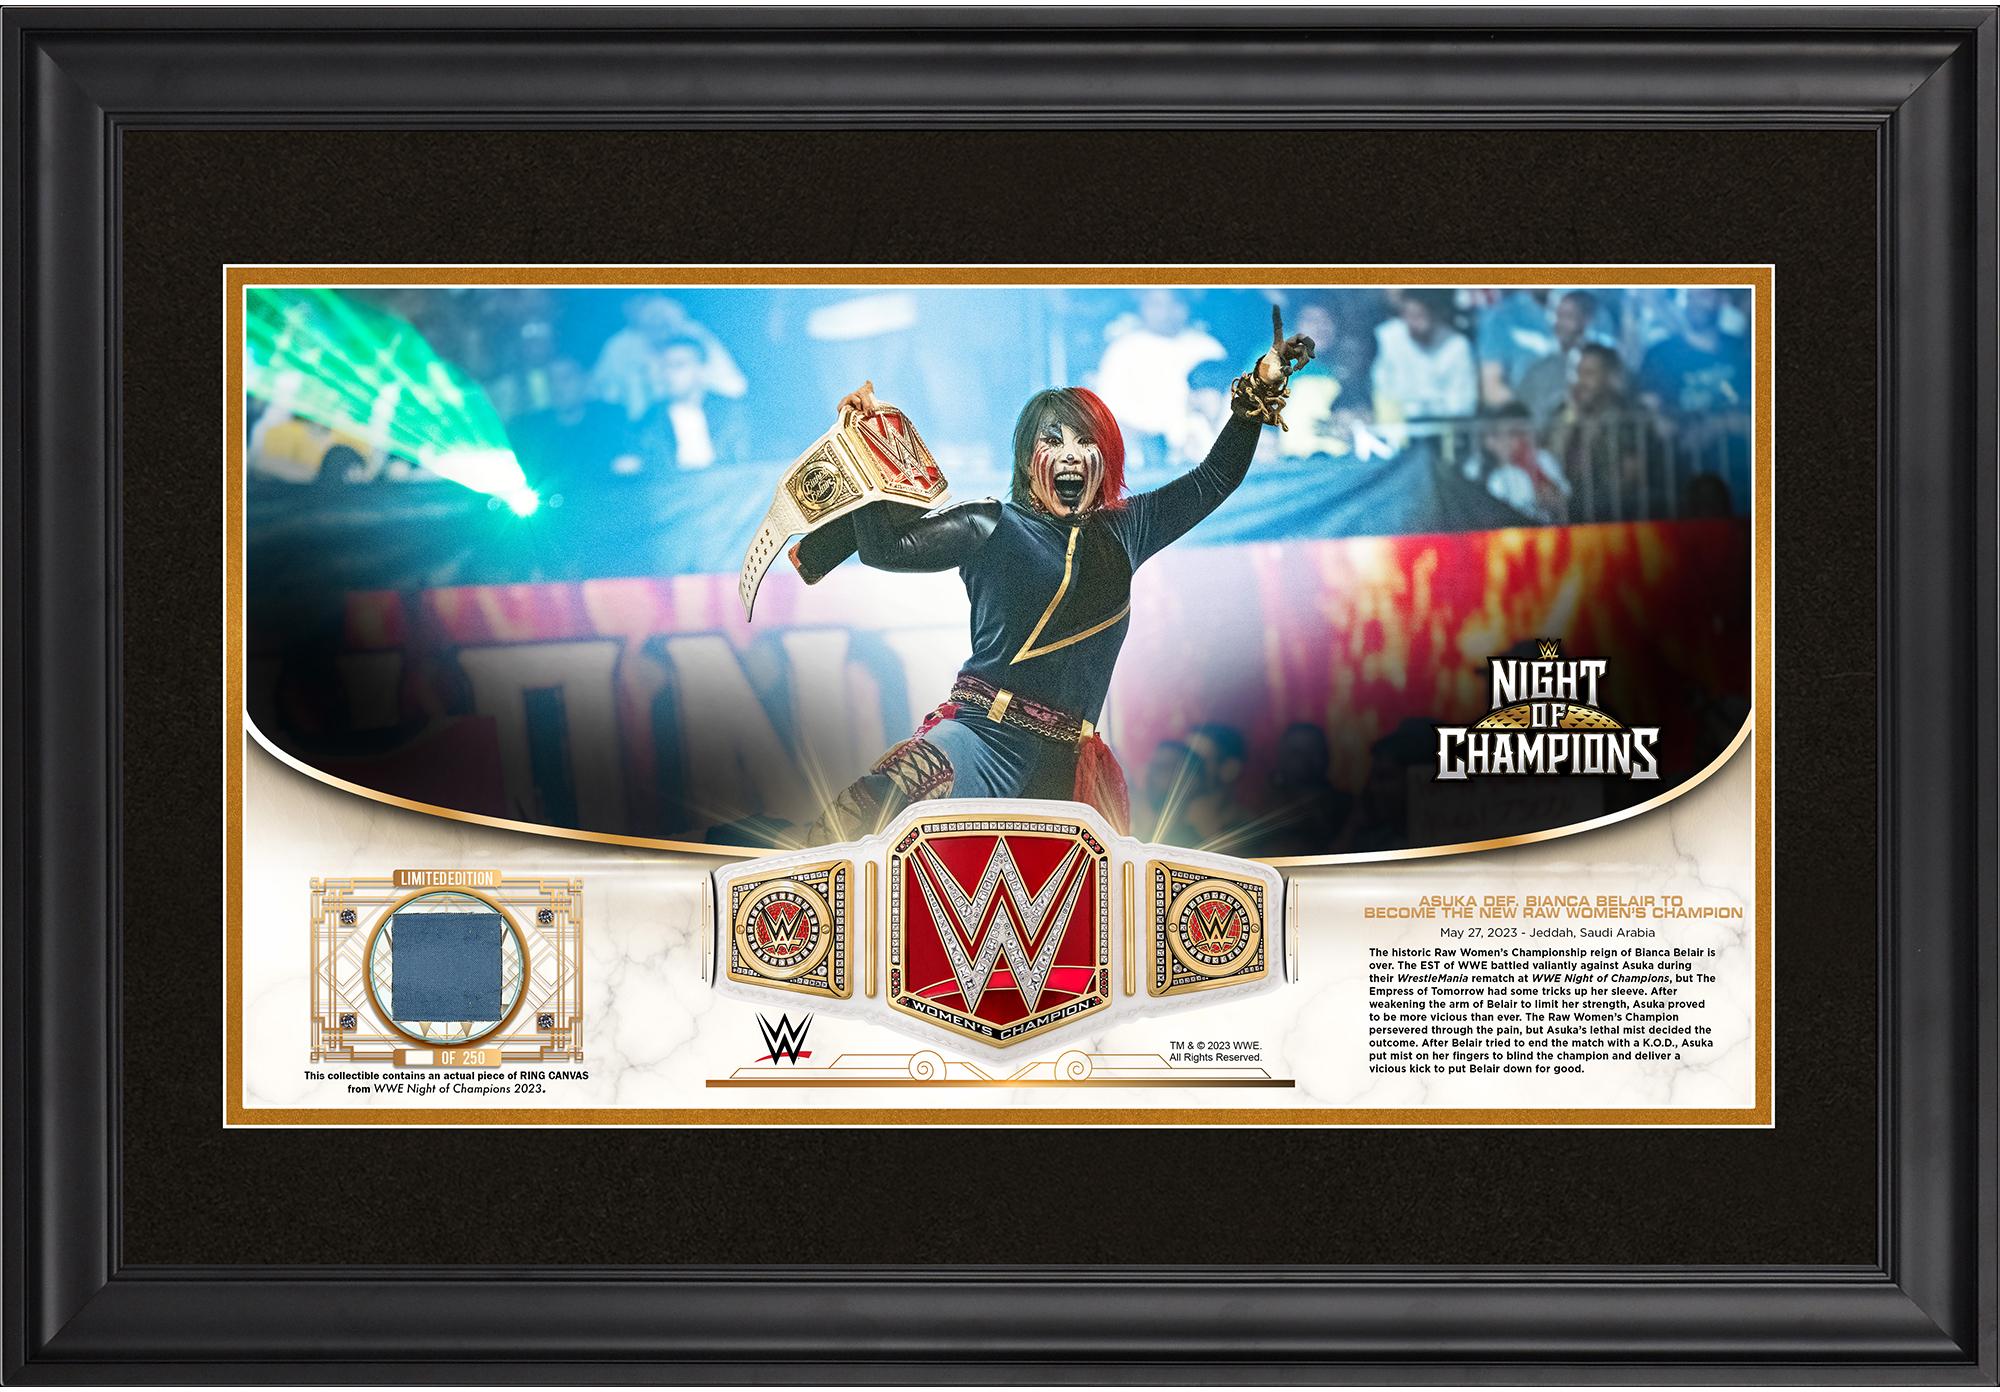 NIGHT
OF
CHAMPIONS
LIMITED EDITION
OF 250
This collectible contains an actual piece of RING CANVAS
from WWE Night of Champions 2023.
W
WOMEN'S CHAMPION
TM & © 2023 WWE.
All Rights Reserved.
ASUKA DEF. BIANCA BELAIR TO
BECOME THE NEW RAW WOMEN'S CHAMPION
May 27, 2023 - Jeddah, Saudi Arabia
The historic Raw Women's Championship reign of Bianca Belair is
over. The EST of WWE battled valiantly against Asuka during
their WrestleMania rematch at WWE Night of Champions, but The
Empress of Tomorrow had some tricks up her sleeve. After
weakening the arm of Belair to limit her strength, Asuka proved
to be more vicious than ever. The Raw Women's Champion
persevered through the pain, but Asuka's lethal mist decided the
outcome. After Belair tried to end the match with a K.O.D., Asuka
put mist on her fingers to blind the champion and deliver a
vicious kick to put Belair down for good.